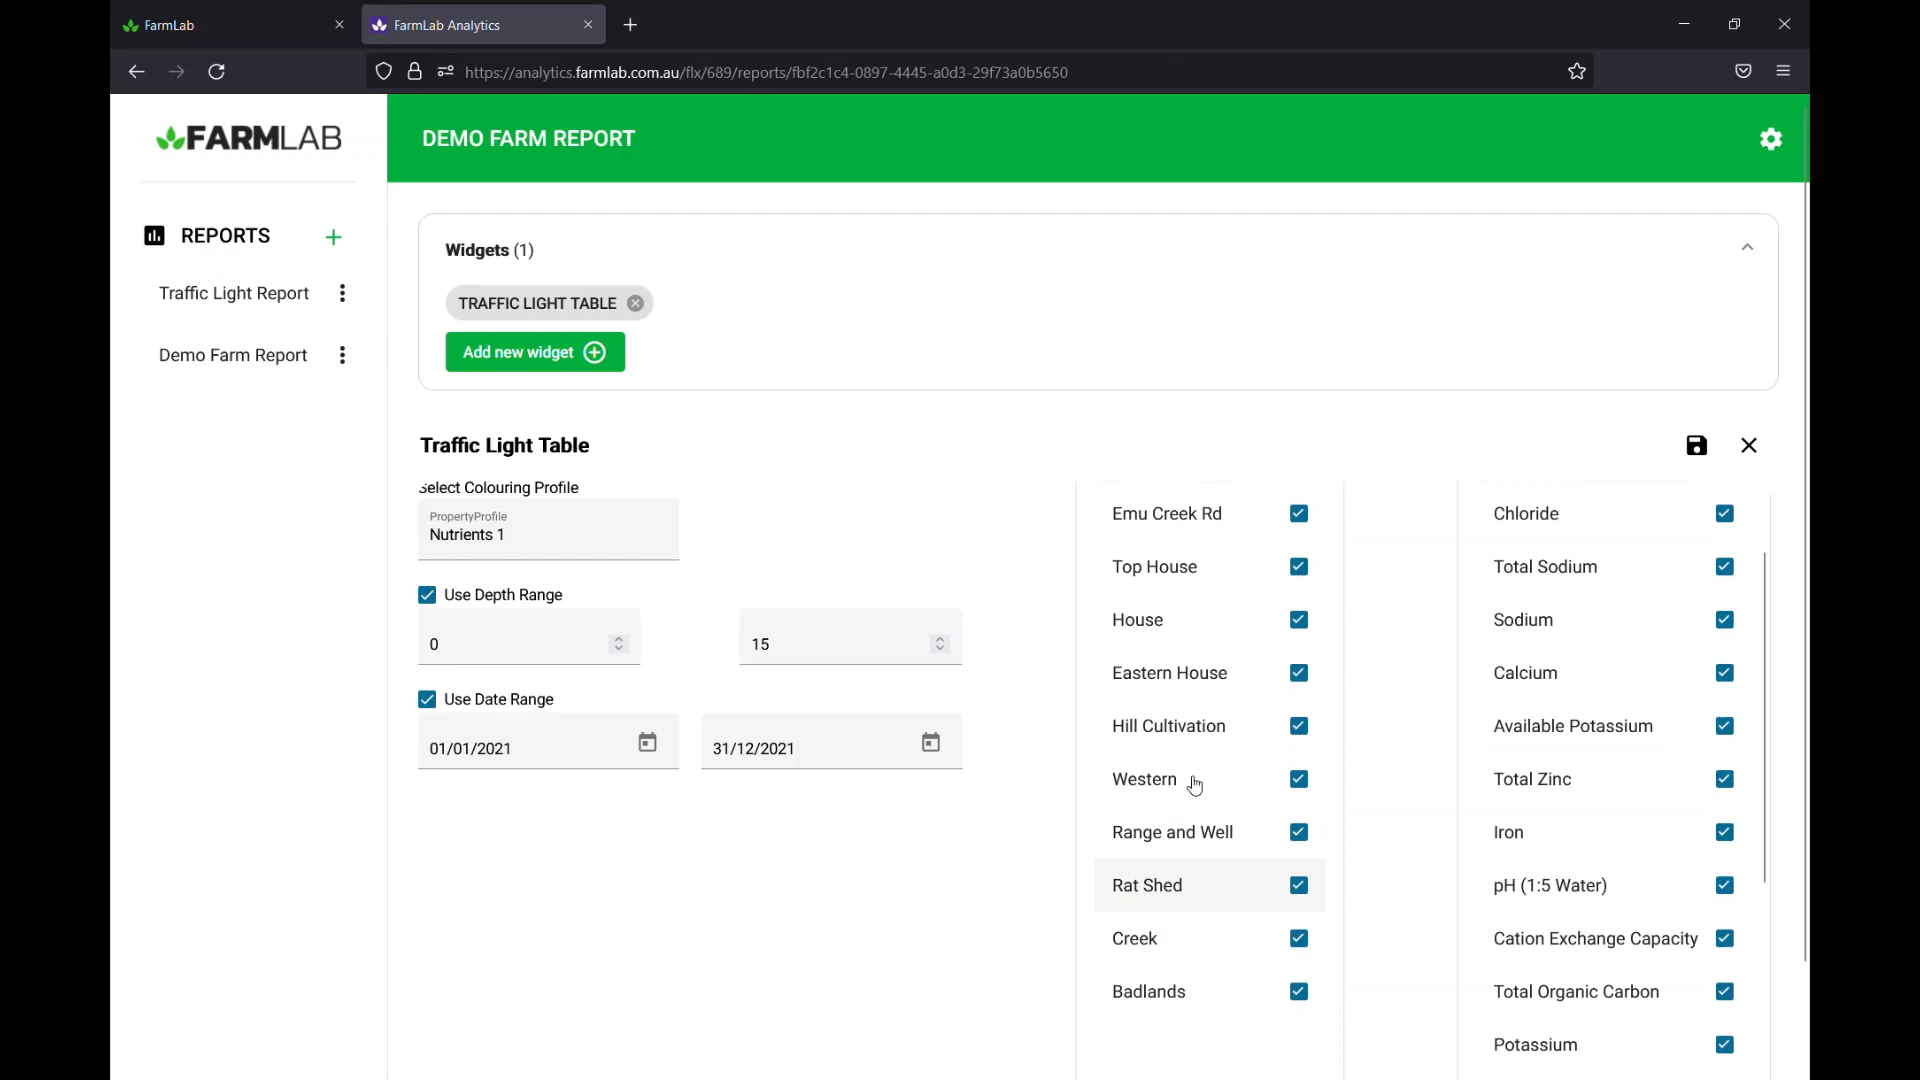 FarmLab
FarmLab Analytics
https://analytics.farmlab.com.au/flx/689/reports/fbf2c1c4-0897-4445-a0d3-29f73a0b5650
FARMLAB
DEMO FARM REPORT
REPORTS
Traffic Light Report
Demo Farm Report
Widgets (1)
TRAFFIC LIGHT TABLE
Add new widget
Traffic Light Table
Select Colouring Profile
PropertyProfile
Nutrients 1
Use Depth Range
0
15
Use Date Range
01/01/2021
31/12/2021
Emu Creek Rd
Top House
House
Eastern House
Hill Cultivation
Western
Range and Well
Rat Shed
Creek
Badlands
Chloride
Total Sodium
Sodium
Calcium
Available Potassium
Total Zinc
Iron
pH (1:5 Water)
Cation Exchange Capacity
Total Organic Carbon
Potassium